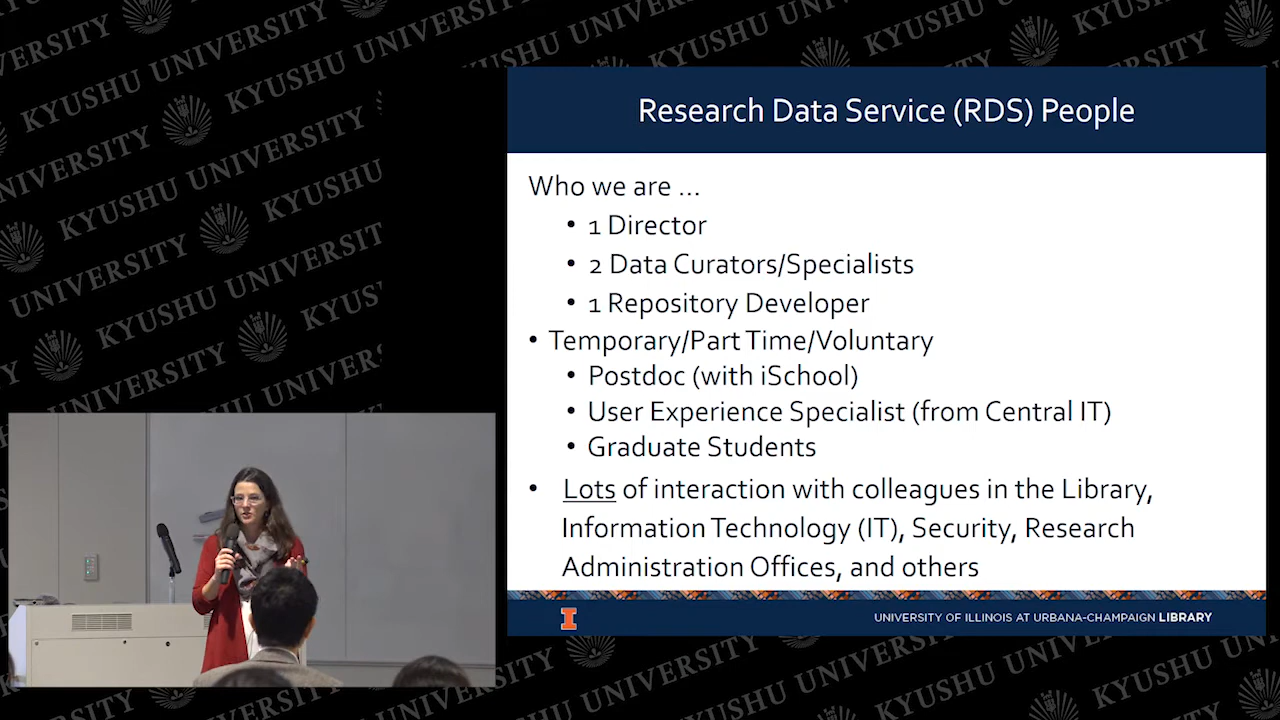 Research Data Service (RDS) People
Who we are ...
• 1 Director
• 2 Data Curators/Specialists
• 1 Repository Developer
• Temporary/Part Time/Voluntary
• Postdoc (with iSchool)
• User Experience Specialist (from Central IT)
• Graduate Students
• Lots of interaction with colleagues in the Library,
Information Technology (IT), Security, Research
Administration Offices, and others
I
UNIVERSITY OF ILLINOIS AT URBANA-CHAMPAIGN LIBRARY
KYUSHU UNIVERSITY